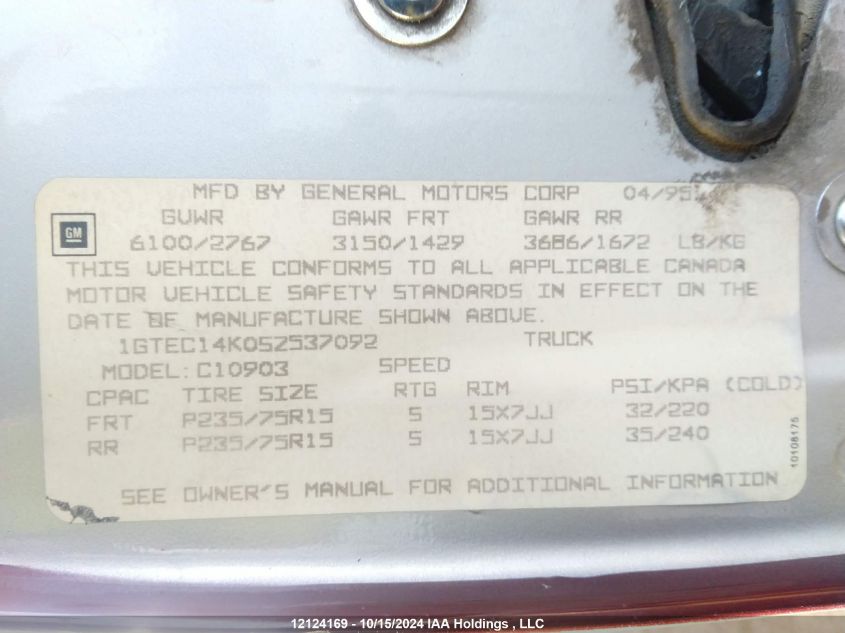 MFD BY GENERAL MOTORS CORP 04/95
GM
GVWR GAWR FRT GAWR RR
6100/2767 3150/1429 3686/1672 LB/KG
THIS VEHICLE CONFORMS TO ALL APPLICABLE CANADA
MOTOR VEHICLE SAFETY STANDARDS IN EFFECT ON THE
DATE OF MANUFACTURE SHOWN ABOVE.
1GTEC14K0SZ537092 TRUCK
MODEL: C10903 SPEED
CPAC TIRE SIZE RTG RIM PSI/KPA (COLD)
FRT P235/75R15 S 15X7JJ 32/220
RR P235/75R15 S 15X7JJ 35/240
10108175
SEE OWNER'S MANUAL FOR ADDITIONAL INFORMATION
12124169 - 10/15/2024 IAA Holdings , LLC